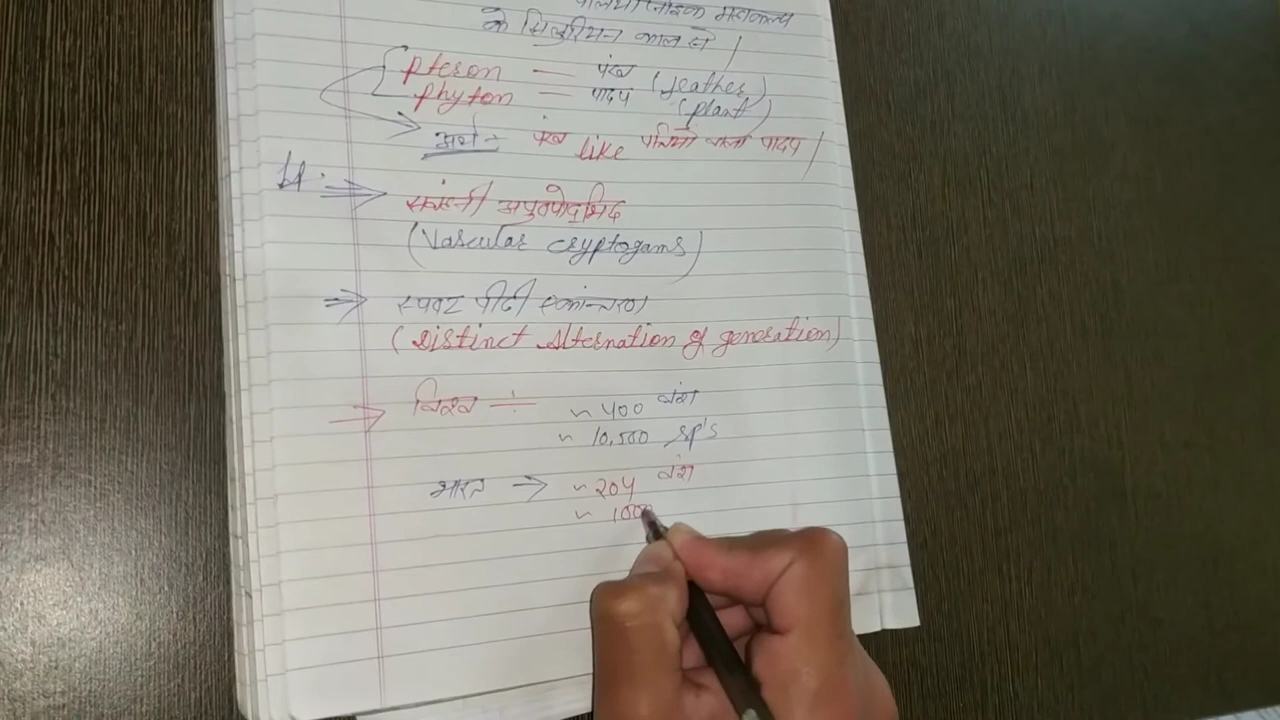 के सिलुरियन काल से |
pteron = पंख (feather)
phyton = पादप (plant)
अर्थ :- पंख like पत्तियों वाला पादप |
संवहनी अपुष्पोद्भिद
(Vascular cryptogams)
⇒ स्पष्ट पीढ़ी एकान्तरण
(Distinct Alternation of generation)
→ विश्व ÷ ~ 400 वंश
~ 10,500 sp's
भारत → ~ 204 वंश
~ 1000